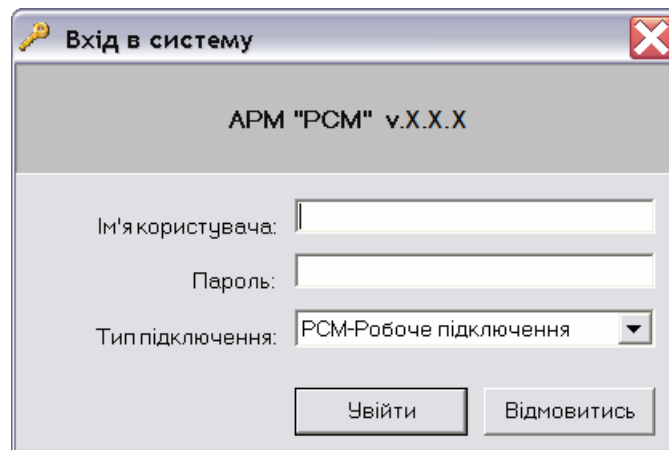 Вхід в систему
АРМ "РСМ" v.X.X.X
Ім'я користувача:
Пароль:
Тип підключення: РСМ-Робоче підключення
Увійти Відмовитись